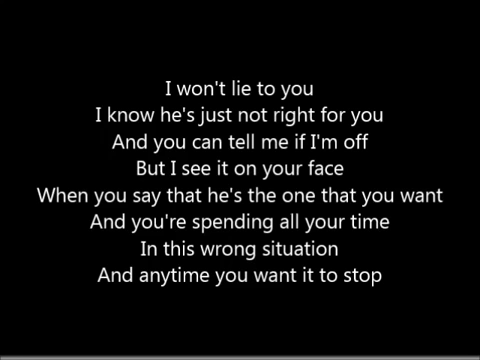 I won't lie to you
I know he's just not right for you
And you can tell me if I'm off
But I see it on your face
When you say that he's the one that you want
And you're spending all your time
In this wrong situation
And anytime you want it to stop